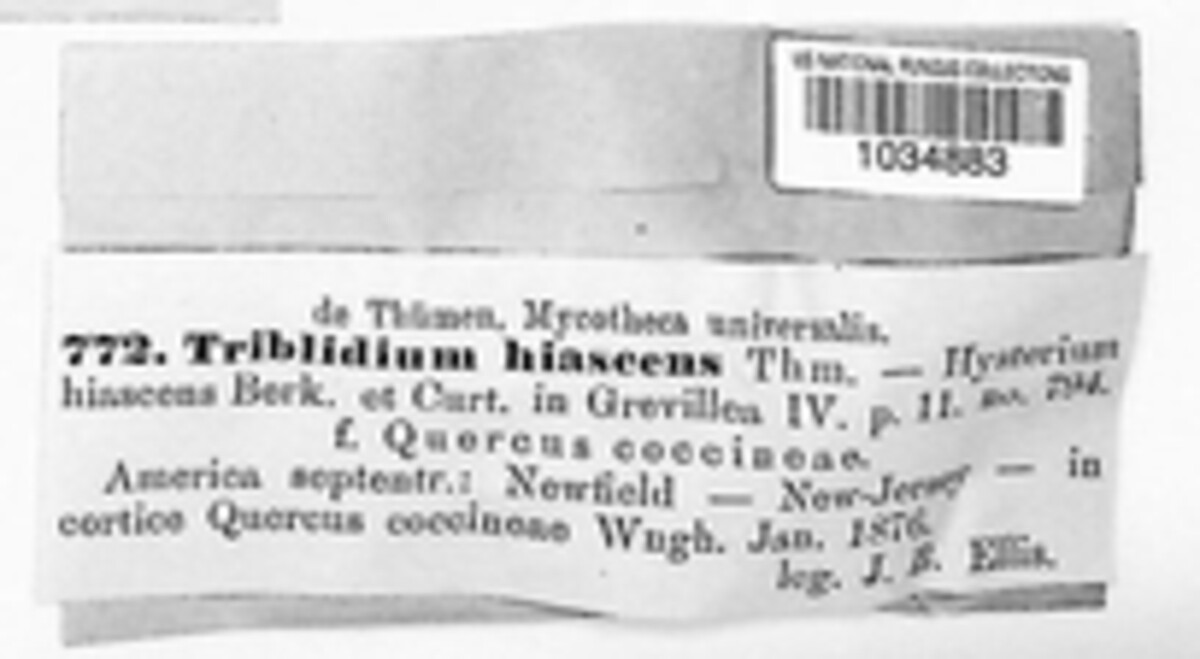 US NATIONAL FUNGUS COLLECTIONS
1034883
de Thümen, Mycotheca universalis.
772. Triblidium hiascens Thm. — Hysterium
hiascens Berk. et Curt. in Grevillea IV. p. 11. no. 794.
f. Quercus coccineae.
America septentr.: Newfield — New-Jersey — in
cortice Quercus coccineae Wngh. Jan. 1876.
leg. J. B. Ellis.